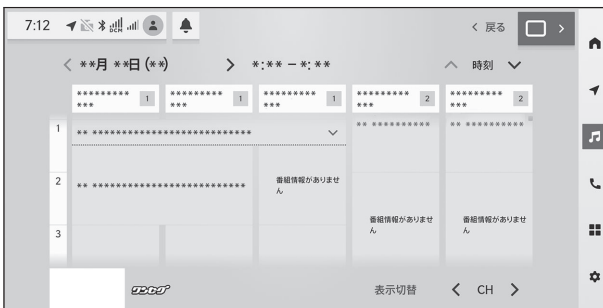 7:12 DCM < 戻る >
< **月 **日 (**) > *:** – *:** ヘ 時刻 ∨
********* *** 1 ********* *** 1 ********* *** 1 ********* *** 2 ********* *** 2
1 ** *************************** ∨ ** ********** ** **********
2 ** ************************** 番組情報がありません
番組情報がありません 番組情報がありません
3
ワンセグ 表示切替 < CH >